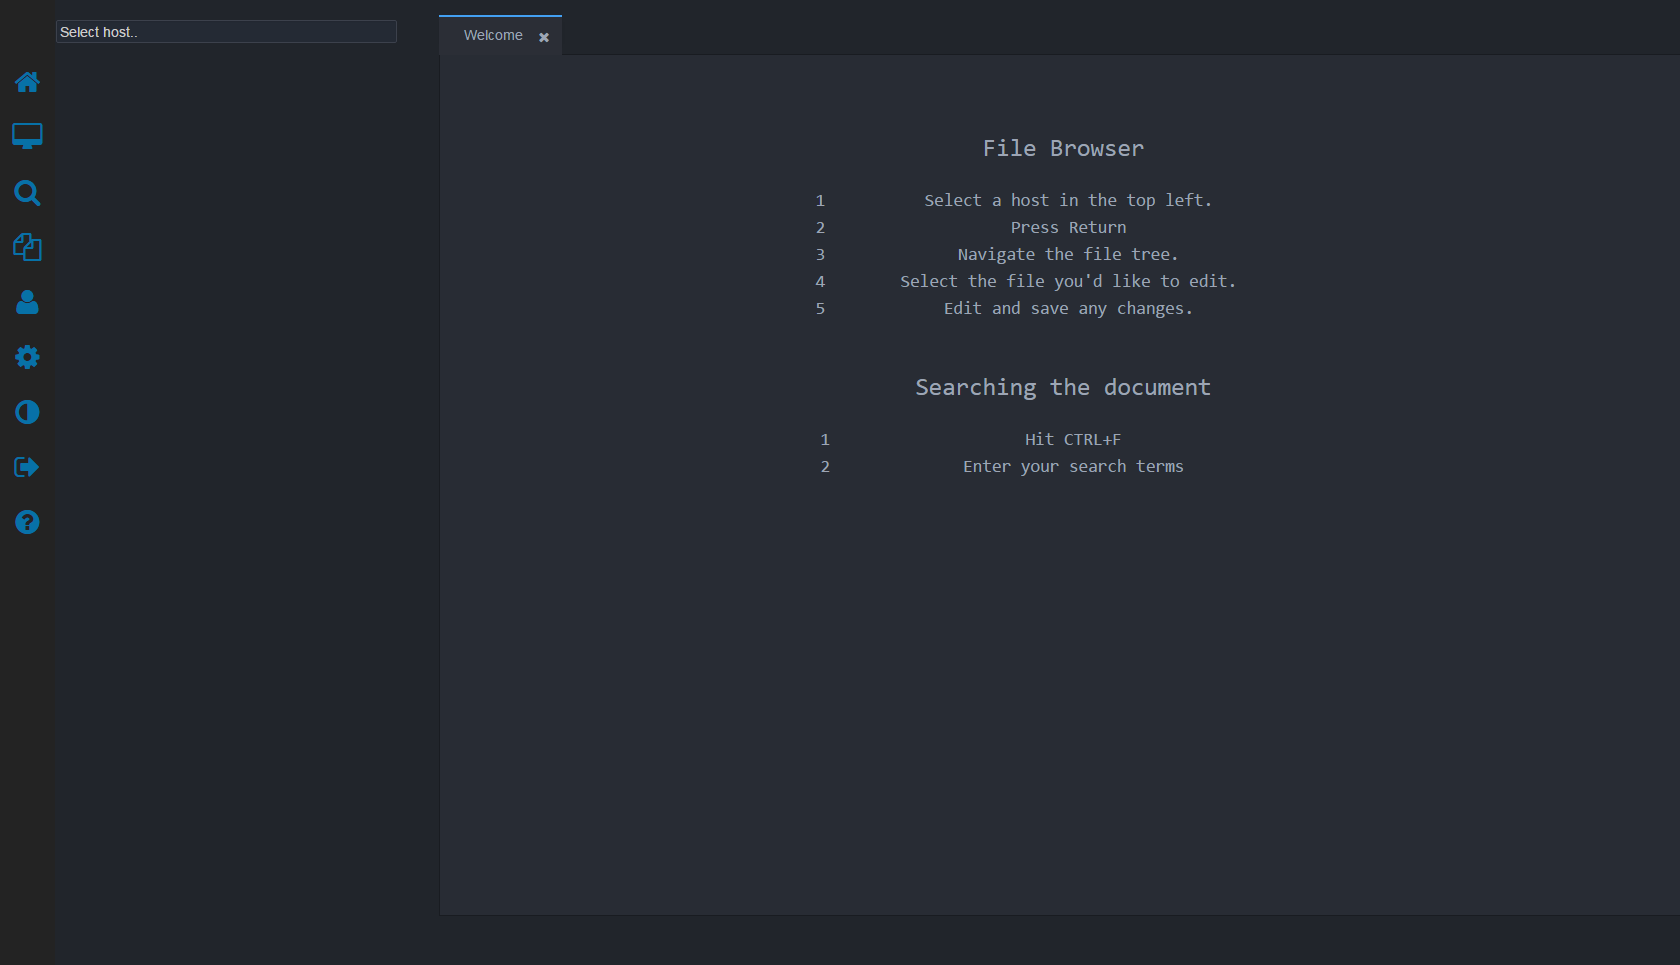 Select host..
Welcome
File Browser
1 Select a host in the top left.
2 Press Return
3 Navigate the file tree.
4 Select the file you'd like to edit.
5 Edit and save any changes.
Searching the document
1 Hit CTRL+F
2 Enter your search terms